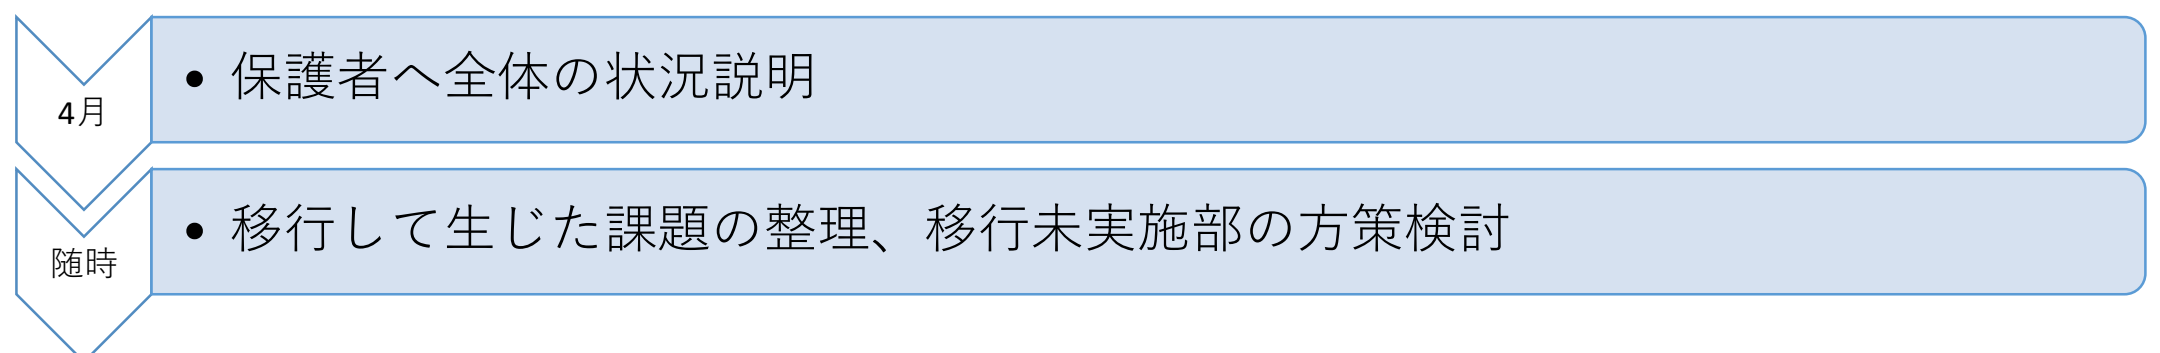 4月
• 保護者へ全体の状況説明
随時
• 移行して生じた課題の整理、移行未実施部の方策検討